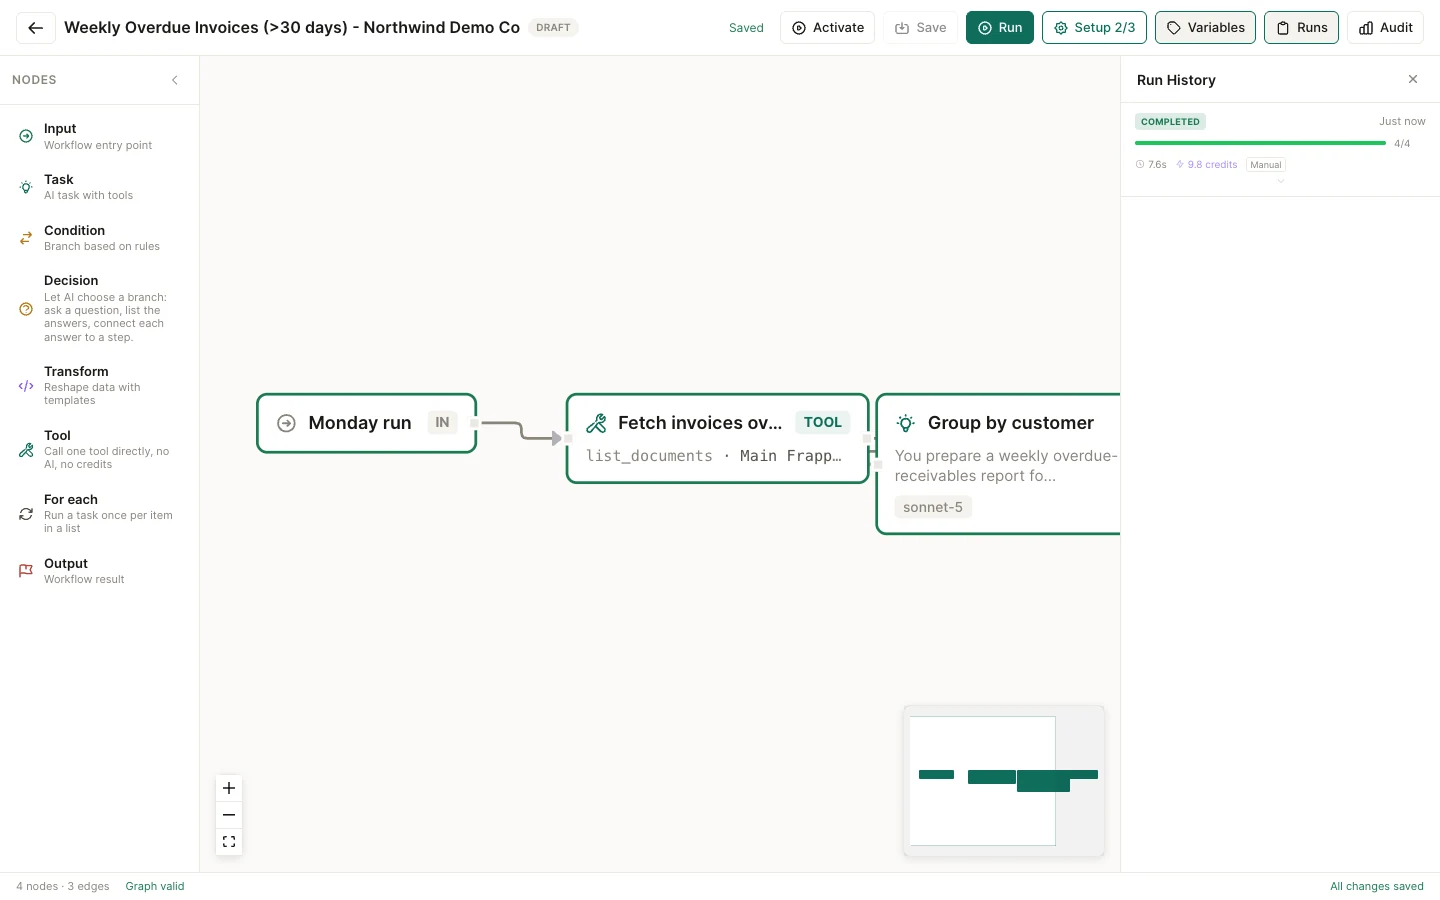 Weekly Overdue Invoices (>30 days) - Northwind Demo Co
DRAFT
Saved
Activate
Save
Run
Setup 2/3
Variables
Runs
Audit
NODES
Input
Workflow entry point
Task
AI task with tools
Condition
Branch based on rules
Decision
Let AI choose a branch:
ask a question, list the
answers, connect each
answer to a step.
Transform
Reshape data with
templates
Tool
Call one tool directly, no
AI, no credits
For each
Run a task once per item
in a list
Output
Workflow result
Monday run
IN
Fetch invoices ov...
TOOL
list_documents · Main Frapp…
Group by customer
You prepare a weekly overdue-
receivables report fo...
sonnet-5
Run History
COMPLETED
Just now
4/4
7.6s
9.8 credits
Manual
4 nodes · 3 edges
Graph valid
All changes saved